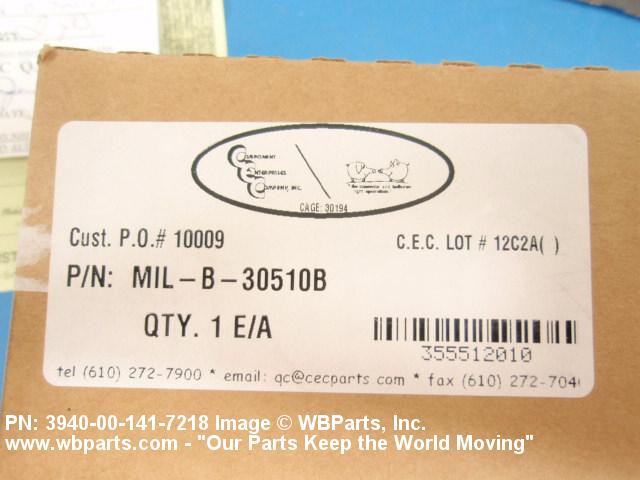 COMPONENT
ENTERPRISES
COMPANY, INC.
CAGE: 30194
Cust. P.O.# 10009
C.E.C. LOT # 12C2A( )
P/N: MIL-B-30510B
QTY. 1 E/A
355512010
tel (610) 272-7900 * email: qc@cecparts.com * fax (610) 272-704
PN: 3940-00-141-7218 Image © WBParts, Inc.
www.wbparts.com - "Our Parts Keep the World Moving"